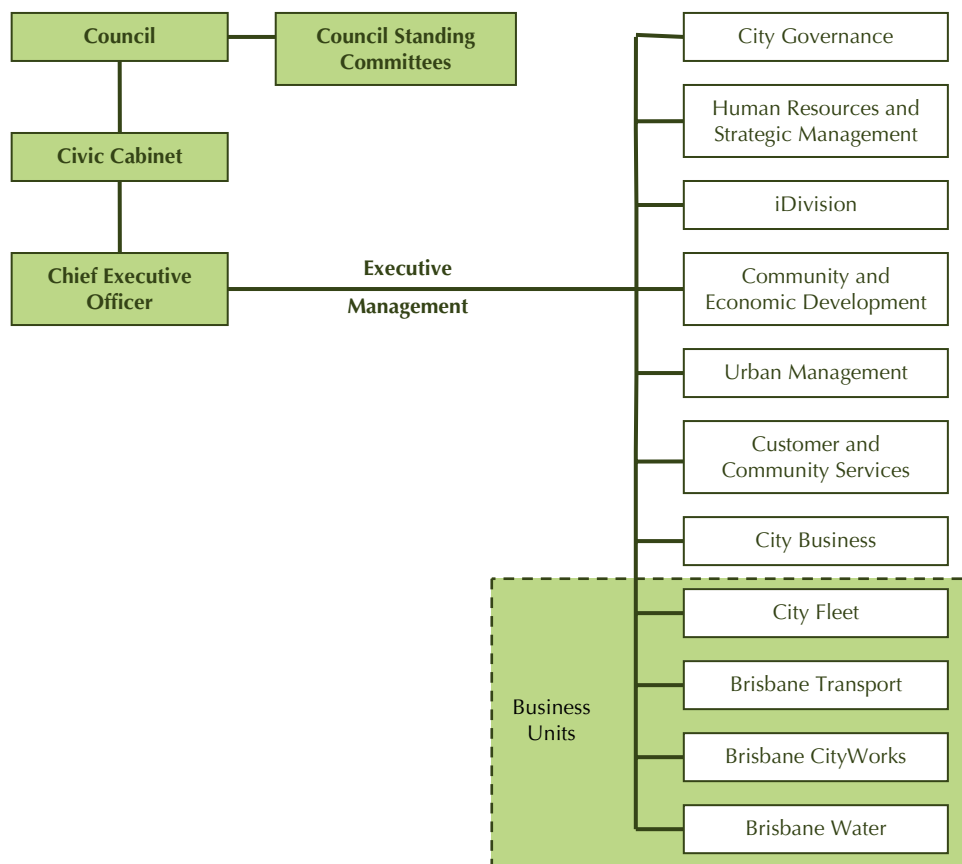 Council
Council Standing
Committees
Civic Cabinet
Chief Executive
Officer
Executive
Management
City Governance
Human Resources and
Strategic Management
iDivision
Community and
Economic Development
Urban Management
Customer and
Community Services
City Business
Business
Units
City Fleet
Brisbane Transport
Brisbane CityWorks
Brisbane Water